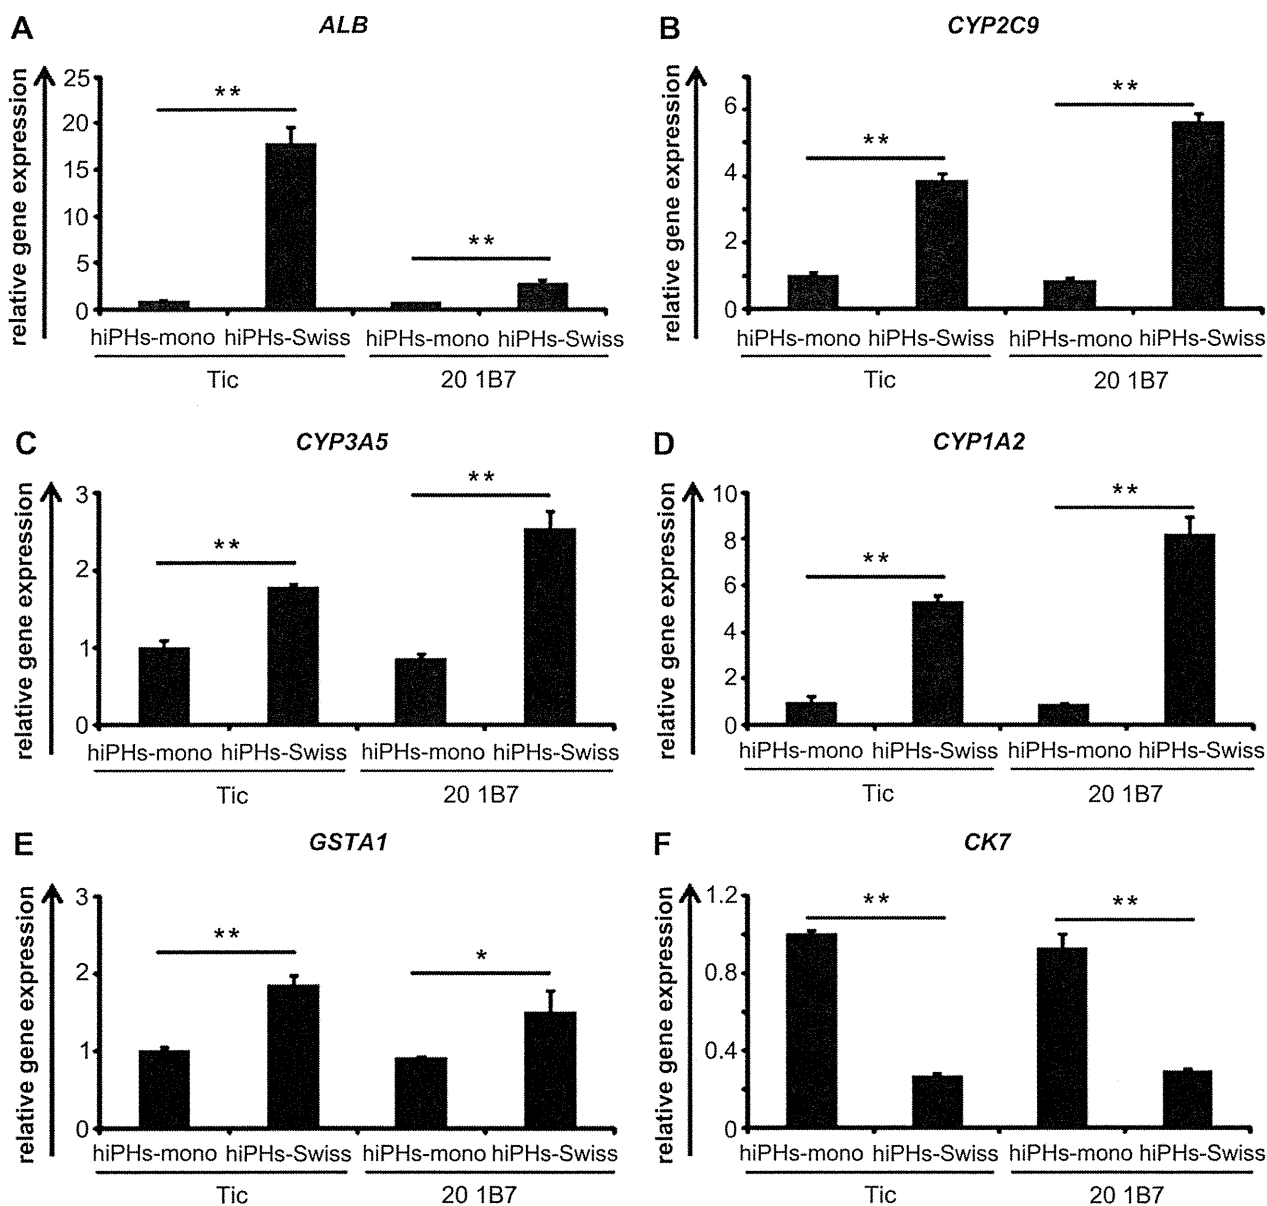 A
ALB
relative gene expression
25
20
15
10
5
0
**
**
hiPHs-mono hiPHs-Swiss hiPHs-mono hiPHs-Swiss
Tic 20 1B7
B
CYP2C9
relative gene expression
6
4
2
0
**
**
hiPHs-mono hiPHs-Swiss hiPHs-mono hiPHs-Swiss
Tic 20 1B7
C
CYP3A5
relative gene expression
3
2
1
0
**
**
hiPHs-mono hiPHs-Swiss hiPHs-mono hiPHs-Swiss
Tic 20 1B7
D
CYP1A2
relative gene expression
10
8
6
4
2
0
**
**
hiPHs-mono hiPHs-Swiss hiPHs-mono hiPHs-Swiss
Tic 20 1B7
E
GSTA1
relative gene expression
3
2
1
0
**
*
hiPHs-mono hiPHs-Swiss hiPHs-mono hiPHs-Swiss
Tic 20 1B7
F
CK7
relative gene expression
1.2
0.8
0.4
0
**
**
hiPHs-mono hiPHs-Swiss hiPHs-mono hiPHs-Swiss
Tic 20 1B7